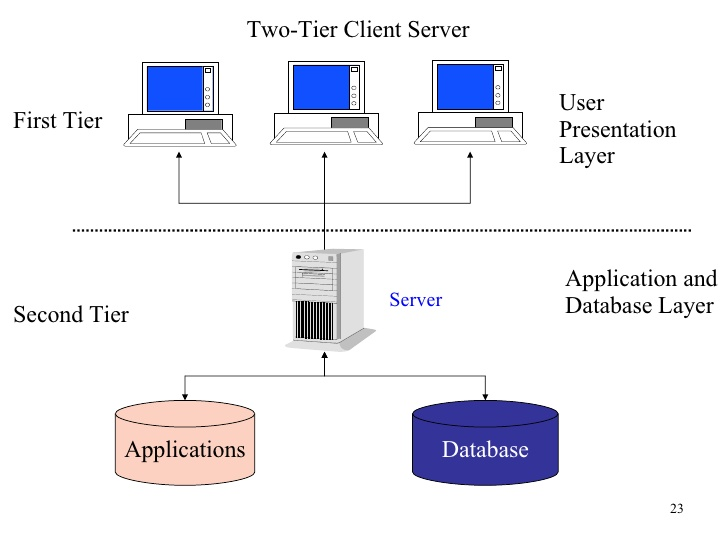 Two-Tier Client Server
First Tier
User
Presentation
Layer
Second Tier
Server
Application and
Database Layer
Applications
Database
23